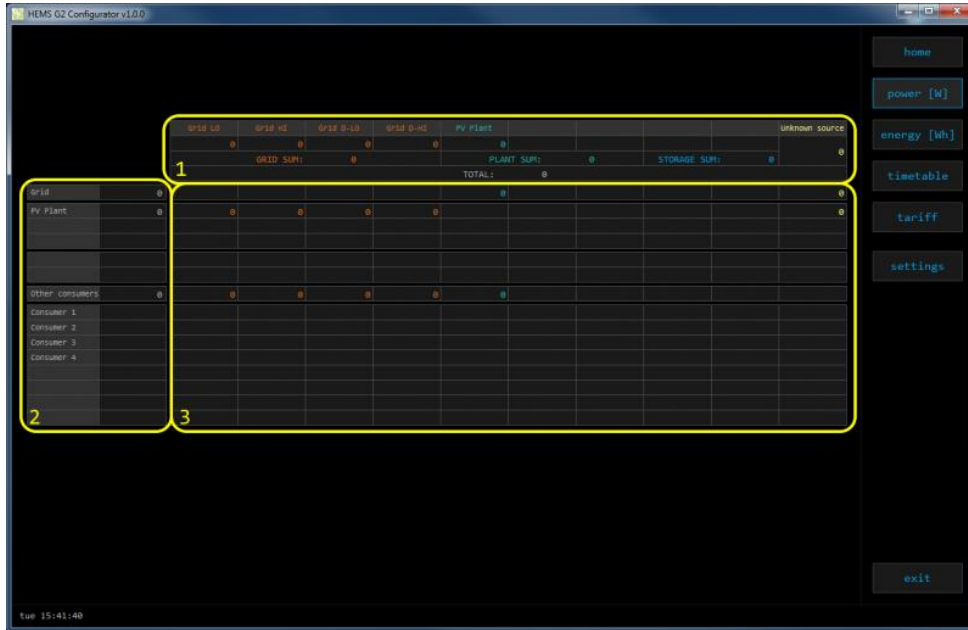 HEMS G2 Configurator v1.0.0
home
power [W]
energy [Wh]
timetable
tariff
settings
exit
Grid LO Grid HI Grid D-LO Grid D-HI PV Plant Unknown source
0 0 0 0 0 0
GRID SUM: 0 PLANT SUM: 0 STORAGE SUM: 0
1 TOTAL: 0
Grid 0 0 0
PV Plant 0 0 0 0 0 0
Other consumers 0 0 0 0 0 0
Consumer 1
Consumer 2
Consumer 3
Consumer 4
2 3
tue 15:41:40